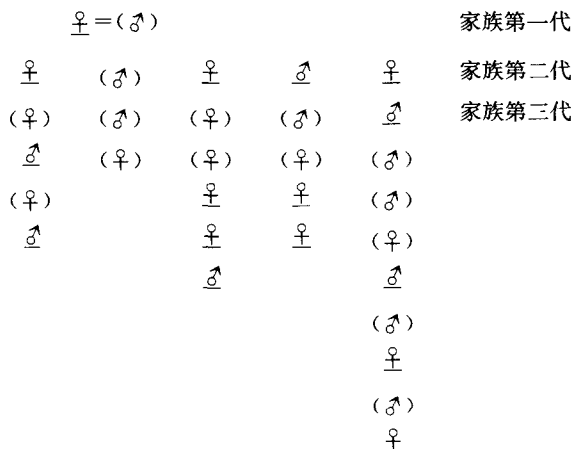 ♀=(♂) 家族第一代
♀ (♂) ♀ ♂ ♀ 家族第二代
(♀) (♂) (♀) (♂) ♂ 家族第三代
♂ (♀) (♀) (♀) (♂)
(♀) ♀ ♀ (♂)
♂ ♀ ♀ (♀)
♂ ♂
(♂)
♀
(♂)
♀